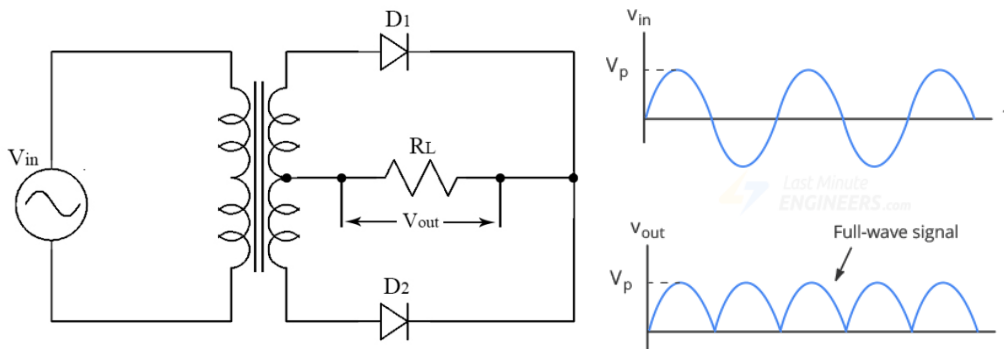 D1
Vin
RL
Vout
D2
vin
Vp
Last Minute
ENGINEERS.com
vout
Full-wave signal
Vp